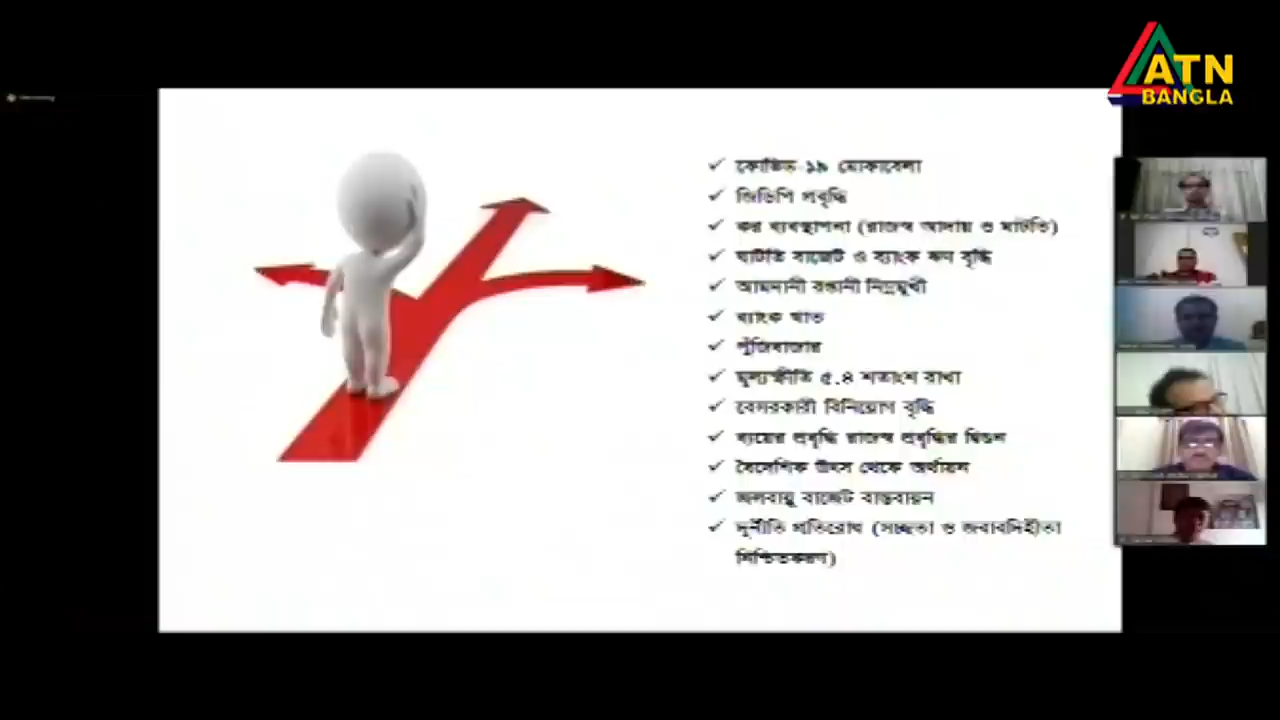 ATN
BANGLA
✓ কোভিড ১৯ মোকাবেলা
✓ জিডিপি প্রবৃদ্ধি
✓ কর ব্যবস্থাপনা (রাজস্ব আদায় ও ঘাটতি)
✓ ঘাটতি বাজেট ও ব্যাংক ঋণ বৃদ্ধি
✓ আমদানী রপ্তানী নিম্নমুখী
✓ ব্যাংক খাত
✓ পুঁজিবাজার
✓ মূল্যস্ফীতি ৫.৪ শতাংশ রাখা
✓ বেসরকারী বিনিয়োগ বৃদ্ধি
✓ ব্যয়ের প্রবৃদ্ধি রাজস্ব প্রবৃদ্ধির দ্বিগুন
✓ বৈদেশিক উৎস থেকে অর্থায়ন
✓ জলবায়ু বাজেট বাস্তবায়ন
✓ দুর্নীতি প্রতিরোধ (সচ্ছতা ও জবাবদিহীতা
নিশ্চিতকরণ)